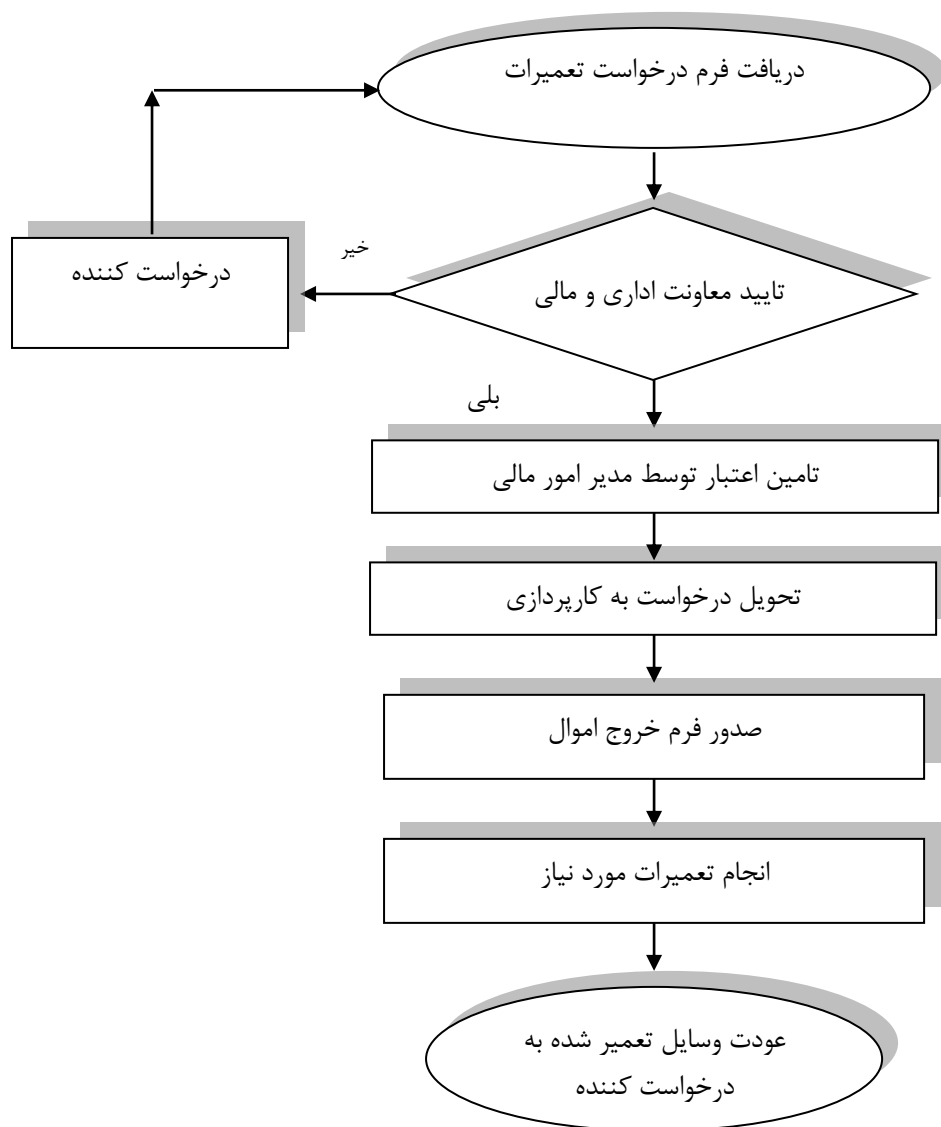 دریافت فرم درخواست تعمیرات
خیر
درخواست کننده
تایید معاونت اداری و مالی
بلی
تامین اعتبار توسط مدیر امور مالی
تحویل درخواست به کارپردازی
صدور فرم خروج اموال
انجام تعمیرات مورد نیاز
عودت وسایل تعمیر شده به
درخواست کننده